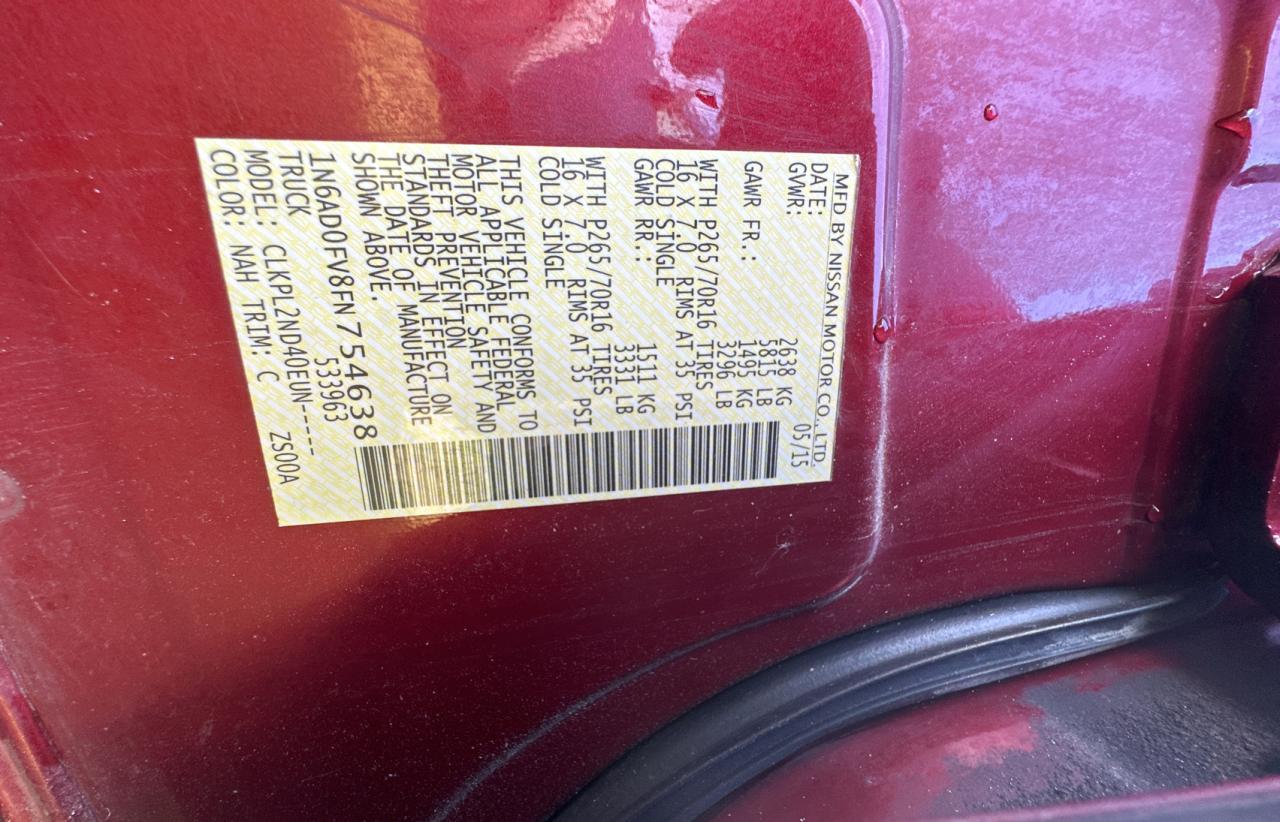 MFD BY NISSAN MOTOR CO., LTD
DATE: 05/15
GVWR: 2638 KG
5815 LB
GAWR FR.: 1495 KG
3296 LB
WITH P265/70R16 TIRES
16 X 7.0 RIMS AT 35 PSI
COLD SINGLE
GAWR RR.: 1511 KG
3331 LB
WITH P265/70R16 TIRES
16 X 7.0 RIMS AT 35 PSI
COLD SINGLE
THIS VEHICLE CONFORMS TO
ALL APPLICABLE FEDERAL
MOTOR VEHICLE SAFETY AND
THEFT PREVENTION
STANDARDS IN EFFECT ON
THE DATE OF MANUFACTURE
SHOWN ABOVE.
1N6AD0FV8FN754638
TRUCK 533963
MODEL: CLKPL2ND40EUN-----
COLOR: NAH TRIM: C ZS00A